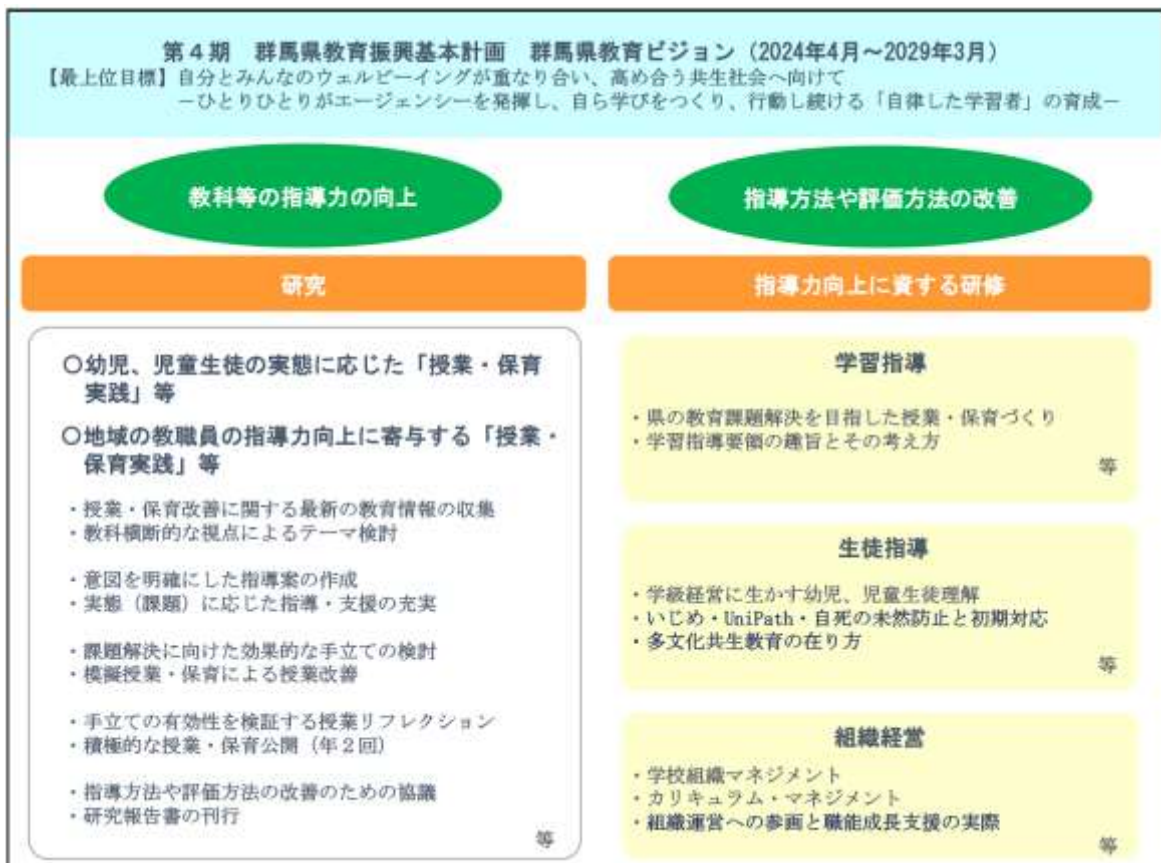 第4期　群馬県教育振興基本計画　群馬県教育ビジョン（2024年4月～2029年3月）
【最上位目標】自分とみんなのウェルビーイングが重なり合い、高め合う共生社会へ向けて
－ひとりひとりがエージェンシーを発揮し、自ら学びをつくり、行動し続ける「自律した学習者」の育成－
教科等の指導力の向上
研究
○幼児、児童生徒の実態に応じた「授業・保育
実践」等
○地域の教職員の指導力向上に寄与する「授業・
保育実践」等
・授業・保育改善に関する最新の教育情報の収集
・教科横断的な視点によるテーマ検討
・意図を明確にした指導案の作成
・実態（課題）に応じた指導・支援の充実
・課題解決に向けた効果的な手立ての検討
・模擬授業・保育による授業改善
・手立ての有効性を検証する授業リフレクション
・積極的な授業・保育公開（年２回）
・指導方法や評価方法の改善のための協議
・研究報告書の刊行
等
指導方法や評価方法の改善
指導力向上に資する研修
学習指導
・県の教育課題解決を目指した授業・保育づくり
・学習指導要領の趣旨とその考え方
等
生徒指導
・学級経営に生かす幼児、児童生徒理解
・いじめ・UniPath・自死の未然防止と初期対応
・多文化共生教育の在り方
等
組織経営
・学校組織マネジメント
・カリキュラム・マネジメント
・組織運営への参画と職能成長支援の実際
等